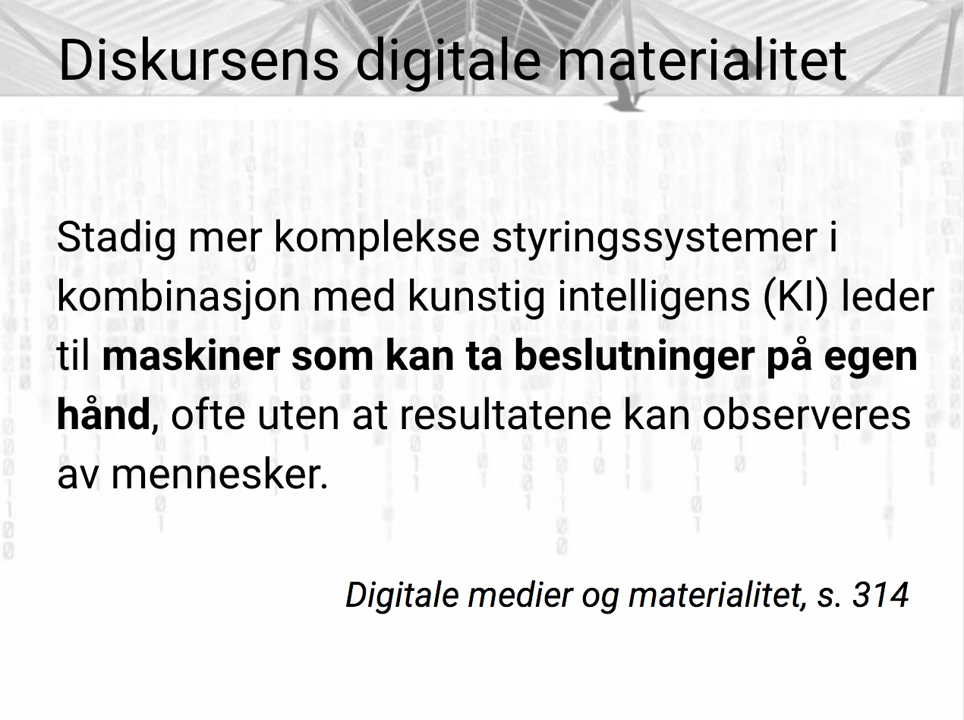 Diskursens digitale materialitet
Stadig mer komplekse styringssystemer i
kombinasjon med kunstig intelligens (KI) leder
til maskiner som kan ta beslutninger på egen
hånd, ofte uten at resultatene kan observeres
av mennesker.
Digitale medier og materialitet, s. 314